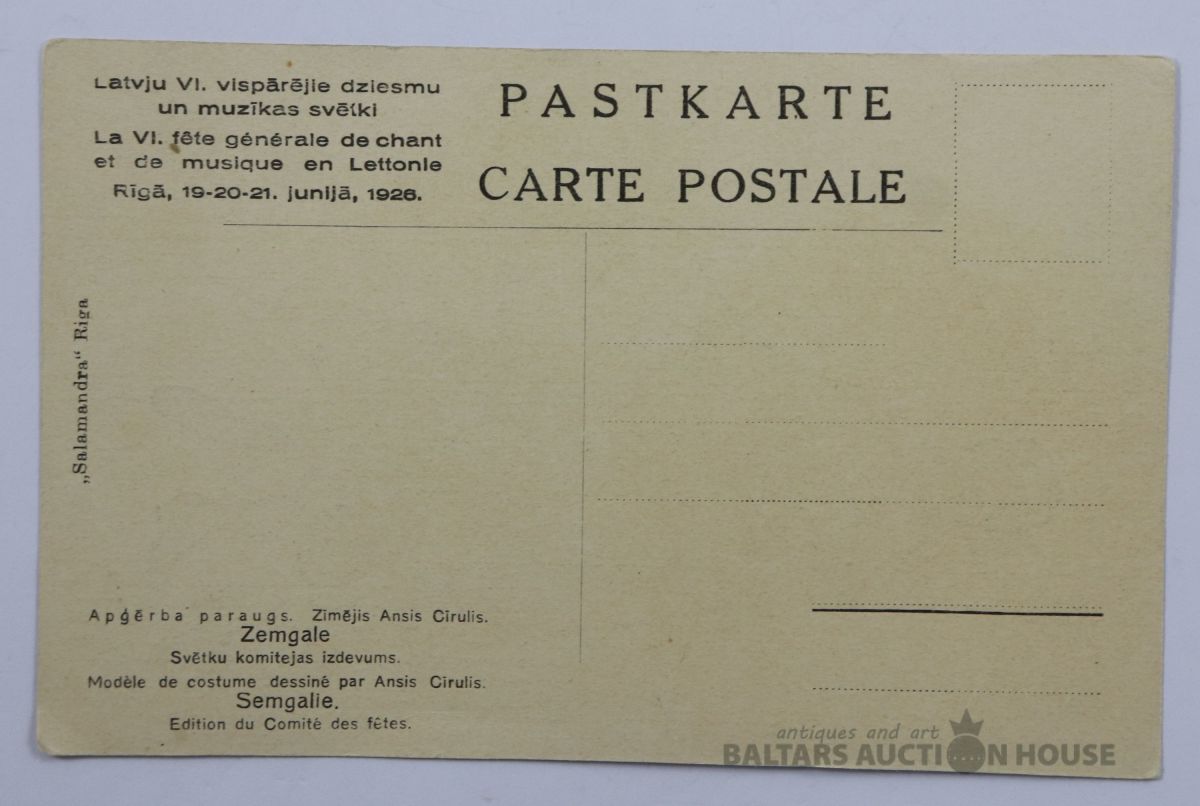 Latvju VI. vispārējie dziesmu
un muzīkas svētki
La VI. fête générale de chant
et de musique en Lettonie
Rīgā, 19-20-21. junijā, 1926.
PASTKARTE
CARTE POSTALE
„Salamandra“ Riga
Apģērba paraugs. Zīmējis Ansis Cīrulis.
Zemgale
Svētku komitejas izdevums.
Modèle de costume dessiné par Ansis Cīrulis.
Semgalie.
Edition du Comité des fêtes.
antiques and art
BALTARS AUCTION HOUSE